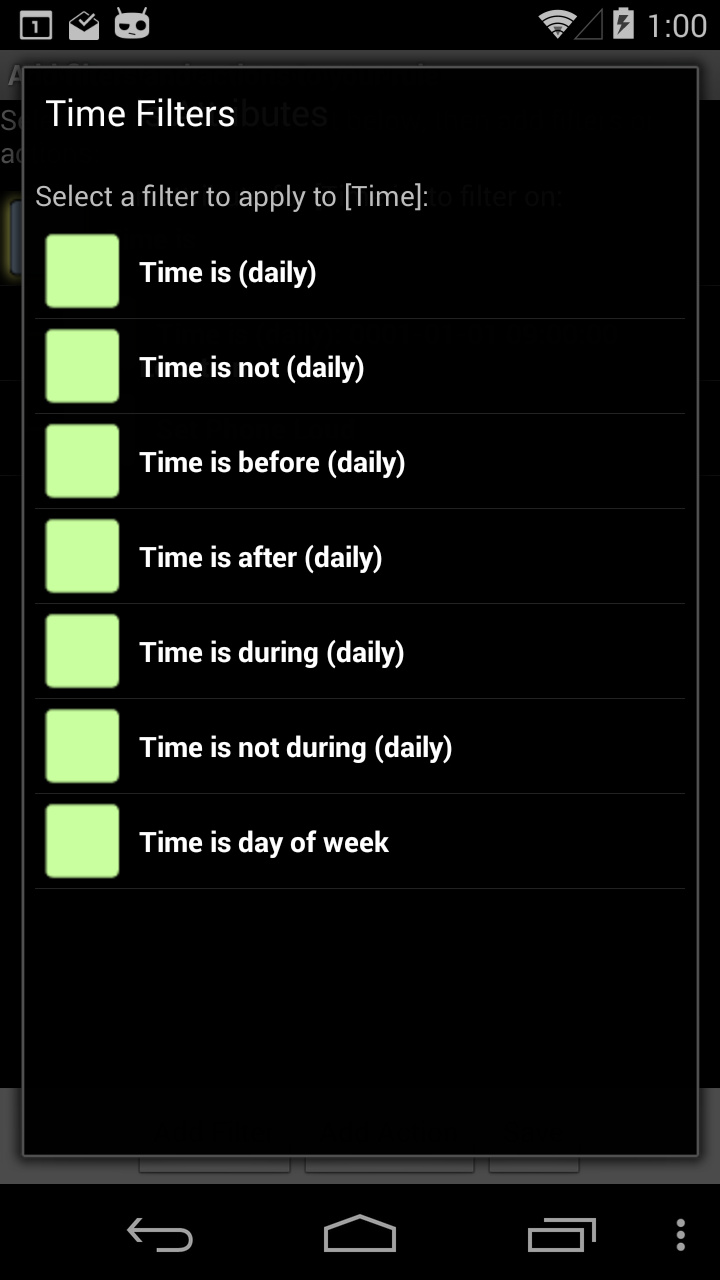 1
1:00
Time Filters
Select a filter to apply to [Time]:
Time is (daily)
Time is not (daily)
Time is before (daily)
Time is after (daily)
Time is during (daily)
Time is not during (daily)
Time is day of week